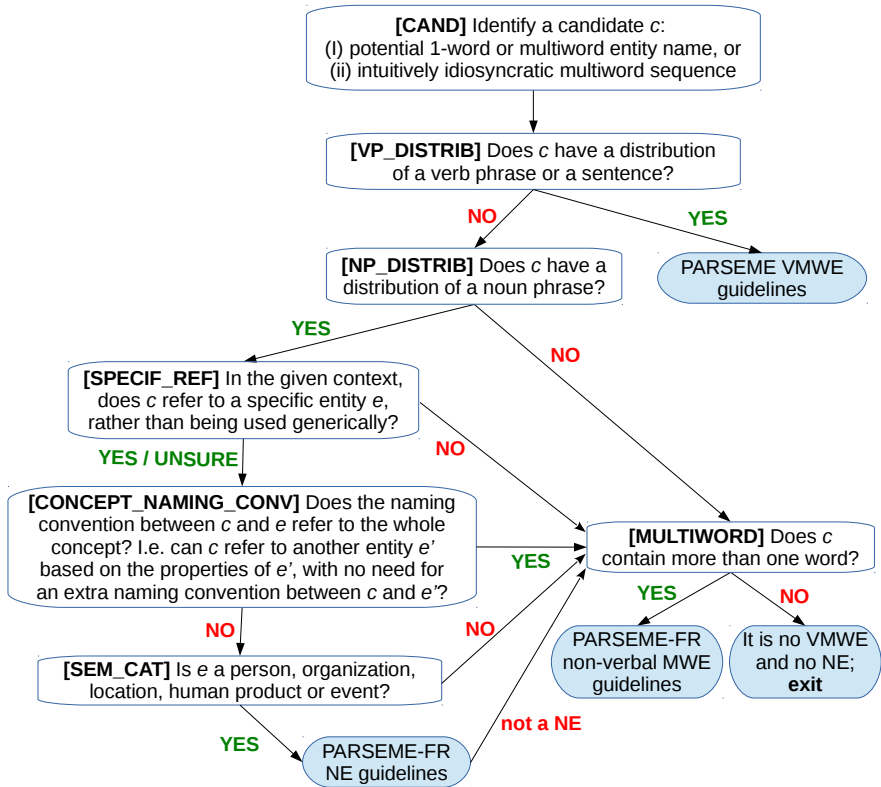 [CAND] Identify a candidate c:
(I) potential 1-word or multiword entity name, or
(ii) intuitively idiosyncratic multiword sequence
[VP_DISTRIB] Does c have a distribution
of a verb phrase or a sentence?
NO
YES
[NP_DISTRIB] Does c have a
distribution of a noun phrase?
PARSEME VMWE
guidelines
YES
NO
[SPECIF_REF] In the given context,
does c refer to a specific entity e,
rather than being used generically?
YES / UNSURE
NO
[CONCEPT_NAMING_CONV] Does the naming
convention between c and e refer to the whole
concept? I.e. can c refer to another entity e'
based on the properties of e', with no need for
an extra naming convention between c and e'?
YES
[MULTIWORD] Does c
contain more than one word?
NO
NO
YES
NO
[SEM_CAT] Is e a person, organization,
location, human product or event?
PARSEME-FR
non-verbal MWE
guidelines
It is no VMWE
and no NE;
exit
YES
not a NE
PARSEME-FR
NE guidelines